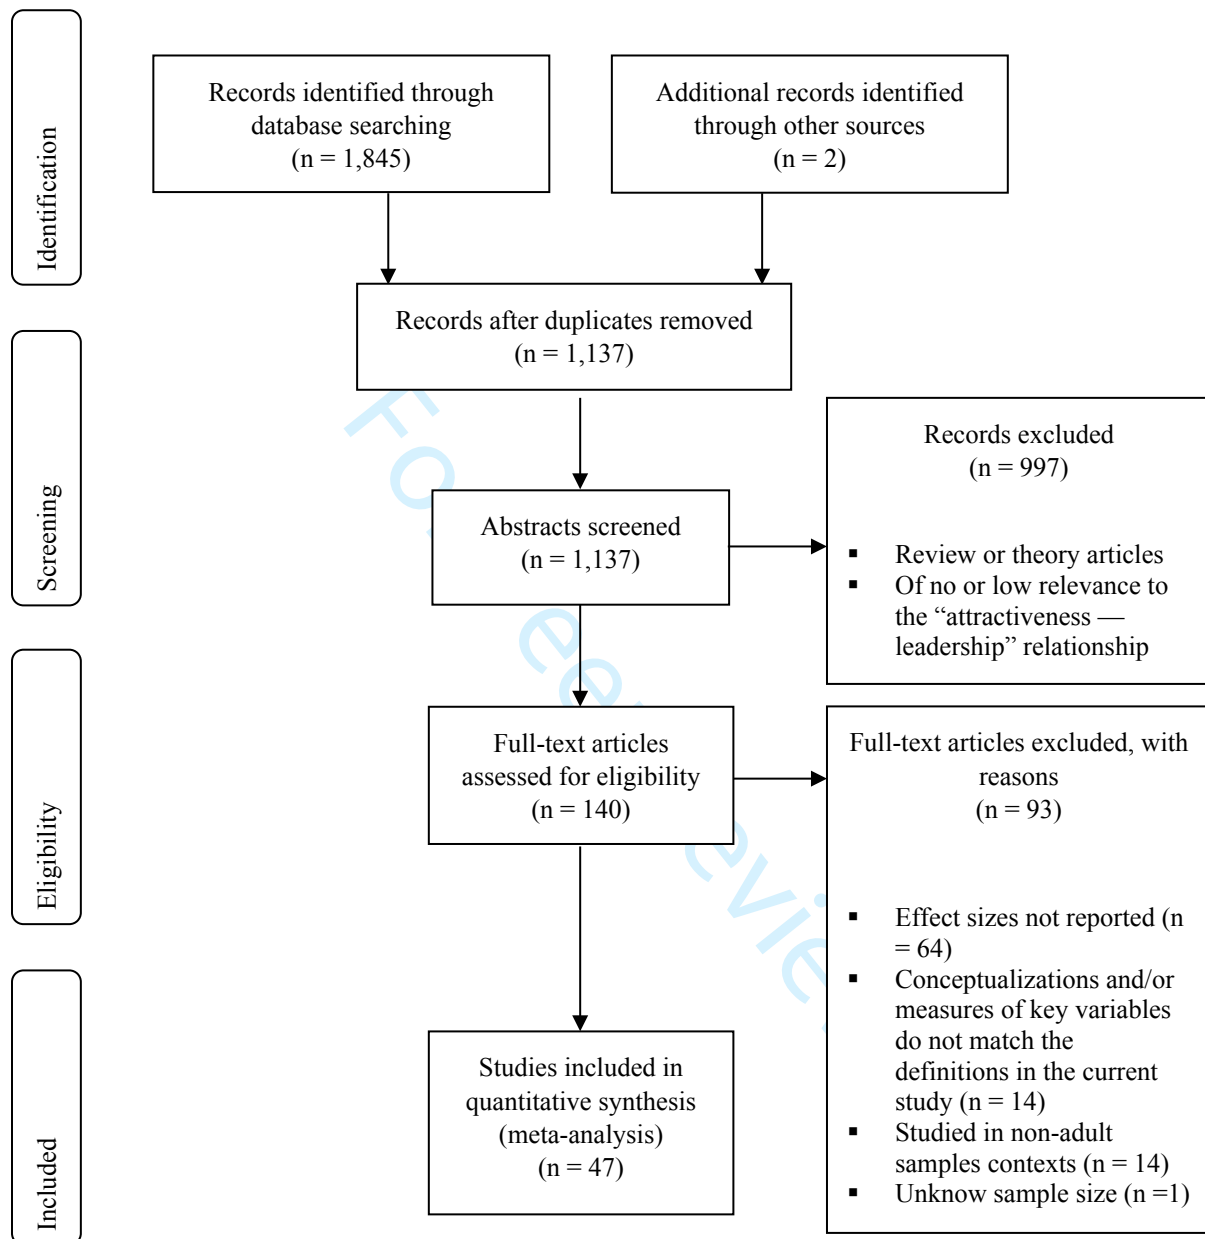 Identification
Records identified through
database searching
(n = 1,845)
Additional records identified
through other sources
(n = 2)
Records after duplicates removed
(n = 1,137)
Screening
Abstracts screened
(n = 1,137)
Records excluded
(n = 997)
▪ Review or theory articles
▪ Of no or low relevance to
the “attractiveness —
leadership” relationship
Eligibility
Full-text articles
assessed for eligibility
(n = 140)
Full-text articles excluded, with
reasons
(n = 93)
▪ Effect sizes not reported (n
= 64)
▪ Conceptualizations and/or
measures of key variables
do not match the
definitions in the current
study (n = 14)
▪ Studied in non-adult
samples contexts (n = 14)
▪ Unknow sample size (n =1)
Included
Studies included in
quantitative synthesis
(meta-analysis)
(n = 47)